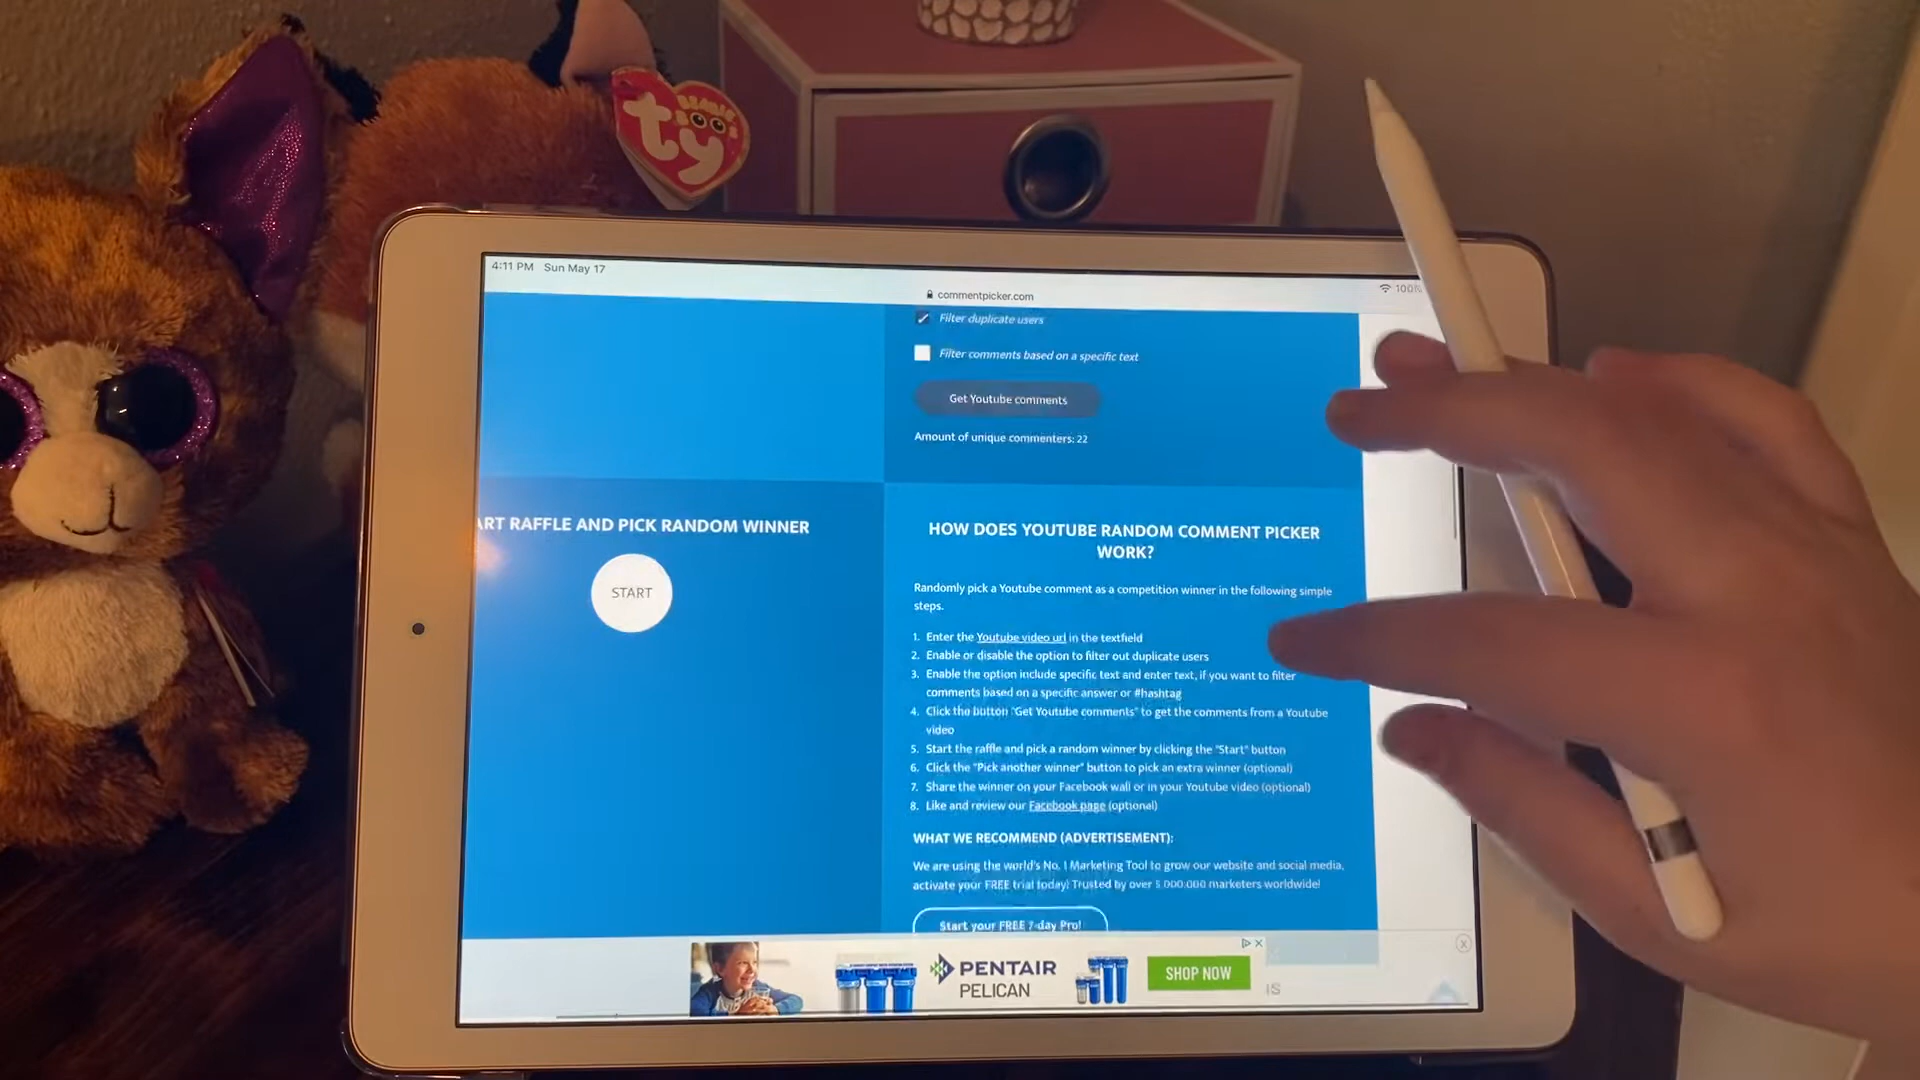 BEANIE
BOO'S
ty
4:11 PM Sun May 17
100%
commentpicker.com
Filter duplicate users
Filter comments based on a specific text
Get Youtube comments
Amount of unique commenters: 22
ART RAFFLE AND PICK RANDOM WINNER
START
HOW DOES YOUTUBE RANDOM COMMENT PICKER
WORK?
Randomly pick a Youtube comment as a competition winner in the following simple
steps.
1. Enter the Youtube video url in the textfield
2. Enable or disable the option to filter out duplicate users
3. Enable the option include specific text and enter text, if you want to filter
comments based on a specific answer or #hashtag
4. Click the button "Get Youtube comments" to get the comments from a Youtube
video
5. Start the raffle and pick a random winner by clicking the "Start" button
6. Click the "Pick another winner" button to pick an extra winner (optional)
7. Share the winner on your Facebook wall or in your Youtube video (optional)
8. Like and review our Facebook page (optional)
WHAT WE RECOMMEND (ADVERTISEMENT):
We are using the world's No. 1 Marketing Tool to grow our website and social media,
activate your FREE trial today! Trusted by over 5.000.000 marketers worldwide!
Start your FREE 7-day Pro!
PENTAIR
PELICAN
SHOP NOW
IS